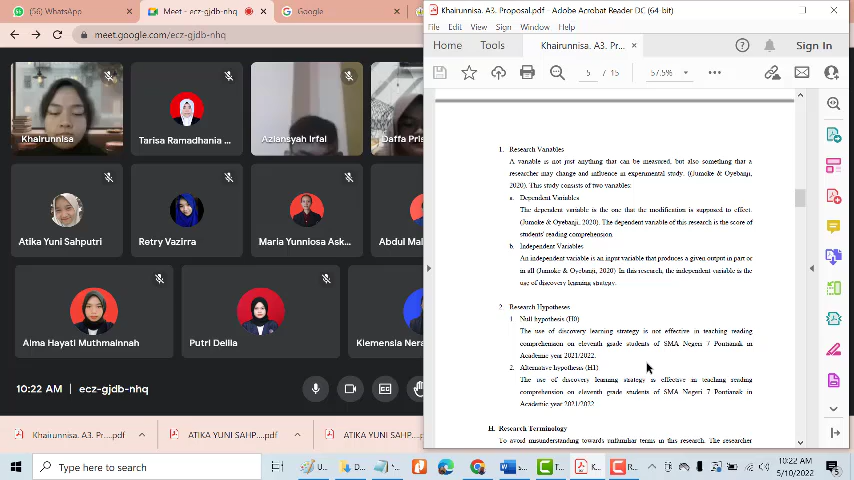 (56) WhatsApp
Meet - ecz-gjdb-nhq
Google
meet.google.com/ecz-gjdb-nhq
Khairunnisa
Tarisa Ramadhania
Aziansyah Irfal
Daffa Pris
Atika Yuni Sahputri
Retry Vazirra
Maria Yunniosa Ask...
Abdul Mal
Alma Hayati Muthmainnah
Putri Delila
Klemensia Nera
10:22 AM
ecz-gjdb-nhq
Khairunnisa. A3. Pr....pdf
ATIKA YUNI SAHP....pdf
ATIKA YUNI SAHP....pdf
Khairunnisa. A3. Proposal.pdf - Adobe Acrobat Reader DC (64-bit)
File Edit View Sign Window Help
Home Tools Khairunnisa. A3. Pr... × Sign In
5 / 15 57.5%
1. Research Variables
A variable is not just anything that can be measured, but also something that a
researcher may change and influence in experimental study. ((Jumoke & Oyebanji,
2020). This study consists of two variables:
a. Dependent Variables
The dependent variable is the one that the modification is supposed to effect.
(Jumoke & Oyebanji, 2020). The dependent variable of this research is the score of
students' reading comprehension.
b. Independent Variables
An independent variable is an input variable that produces a given output in part or
in all (Jumoke & Oyebanji, 2020) In this research, the independent variable is the
use of discovery learning strategy.
2. Research Hypotheses
1. Null hypothesis (H0)
The use of discovery learning strategy is not effective in teaching reading
comprehension on eleventh grade students of SMA Negeri 7 Pontianak in
Academic year 2021/2022.
2. Alternative hypothesis (H1)
The use of discovery learning strategy is effective in teaching reading
comprehension on eleventh grade students of SMA Negeri 7 Pontianak in
Academic year 2021/2022
H. Research Terminology
To avoid misunderstanding towards unfamiliar terms in this research. The researcher
Type here to search
10:22 AM
5/10/2022
5